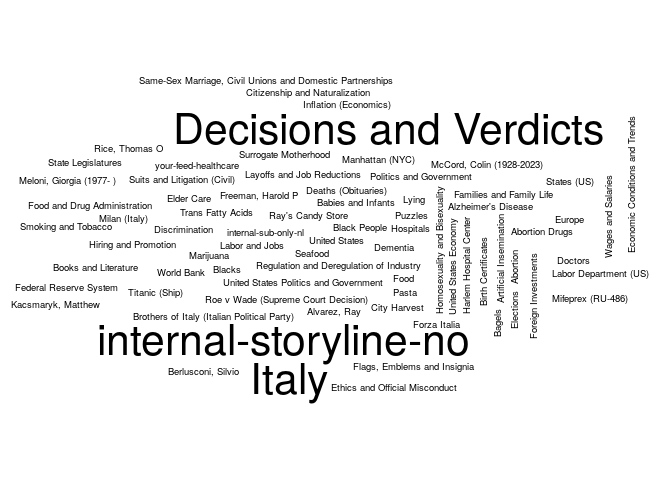 Same-Sex Marriage, Civil Unions and Domestic Partnerships
Citizenship and Naturalization
Inflation (Economics)
Decisions and Verdicts
Rice, Thomas O
Surrogate Motherhood
Manhattan (NYC)
State Legislatures
your-feed-healthcare
McCord, Colin (1928-2023)
Meloni, Giorgia (1977- )
Suits and Litigation (Civil)
Layoffs and Job Reductions
Politics and Government
States (US)
Food and Drug Administration
Elder Care
Freeman, Harold P
Deaths (Obituaries)
Babies and Infants
Lying
Families and Family Life
Alzheimer's Disease
Milan (Italy)
Trans Fatty Acids
Ray's Candy Store
Puzzles
Europe
Smoking and Tobacco
Discrimination
internal-sub-only-nl
Black People
Hospitals
Abortion Drugs
Hiring and Promotion
Labor and Jobs
United States
Dementia
Marijuana
Seafood
Doctors
Books and Literature
World Bank
Blacks
Regulation and Deregulation of Industry
Labor Department (US)
Federal Reserve System
Titanic (Ship)
United States Politics and Government
Food
Pasta
Kacsmaryk, Matthew
Roe v Wade (Supreme Court Decision)
City Harvest
Mifeprex (RU-486)
Brothers of Italy (Italian Political Party)
Alvarez, Ray
Forza Italia
Homosexuality and Bisexuality
United States Economy
Harlem Hospital Center
Birth Certificates
Bagels
Artificial Insemination
Elections
Abortion
Foreign Investments
Wages and Salaries
Economic Conditions and Trends
internal-storyline-no
Berlusconi, Silvio
Italy
Flags, Emblems and Insignia
Ethics and Official Misconduct